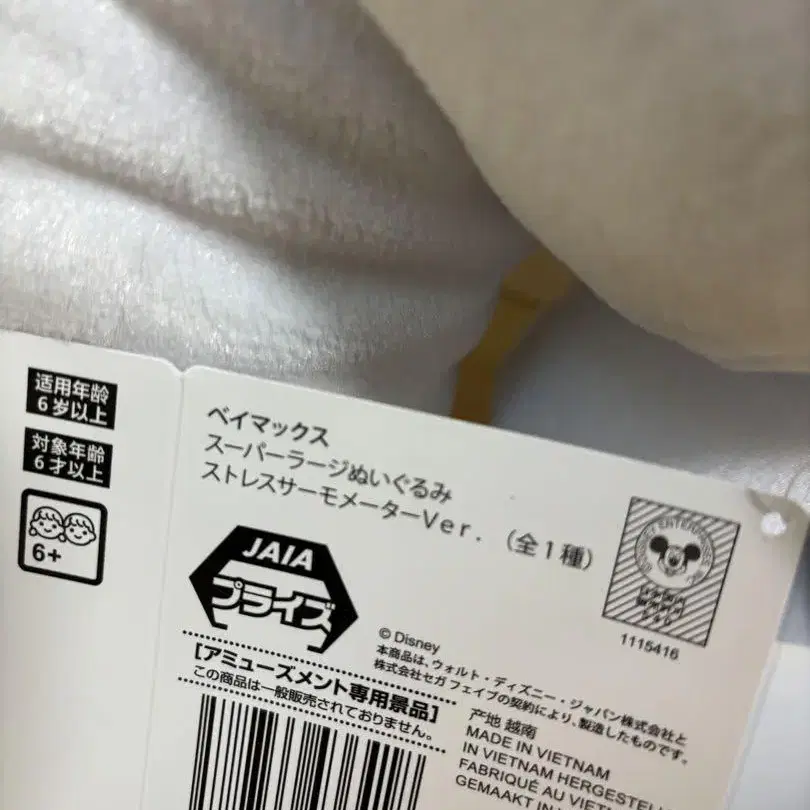 适用年龄
6岁以上
対象年齢
6才以上
6+
ベイマックス
スーパーラージぬいぐるみ
ストレスサーモメーターVer.（全1種）
JAIA
プライズ
[アミューズメント専用景品]
この商品は一般販売されておりません。
1115416
© Disney
本商品は、ウォルト・ディズニー・ジャパン株式会社と
株式会社セガ フェイブの契約により、製造したものです。
产地 越南
MADE IN VIETNAM
IN VIETNAM HERGESTELL
FABRIQUÉ AU VIETN
GEMAAKT IN